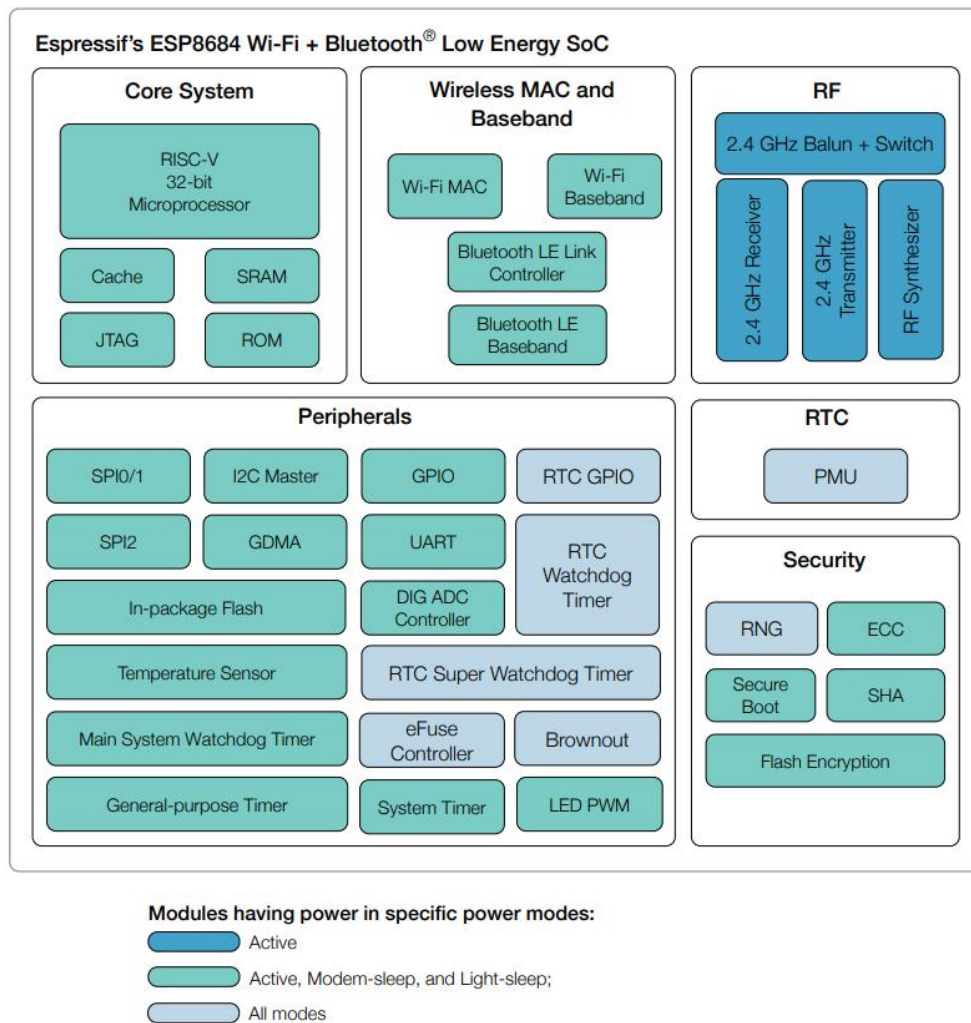 Espressif's ESP8684 Wi-Fi + Bluetooth® Low Energy SoC
Core System
RISC-V
32-bit
Microprocessor
Cache
SRAM
JTAG
ROM
Wireless MAC and
Baseband
Wi-Fi MAC
Wi-Fi
Baseband
Bluetooth LE Link
Controller
Bluetooth LE
Baseband
RF
2.4 GHz Balun + Switch
2.4 GHz Receiver
2.4 GHz
Transmitter
RF Synthesizer
Peripherals
SPI0/1
I2C Master
GPIO
RTC GPIO
SPI2
GDMA
UART
RTC
Watchdog
Timer
In-package Flash
DIG ADC
Controller
Temperature Sensor
RTC Super Watchdog Timer
Main System Watchdog Timer
eFuse
Controller
Brownout
General-purpose Timer
System Timer
LED PWM
RTC
PMU
Security
RNG
ECC
Secure
Boot
SHA
Flash Encryption
Modules having power in specific power modes:
Active
Active, Modem-sleep, and Light-sleep;
All modes